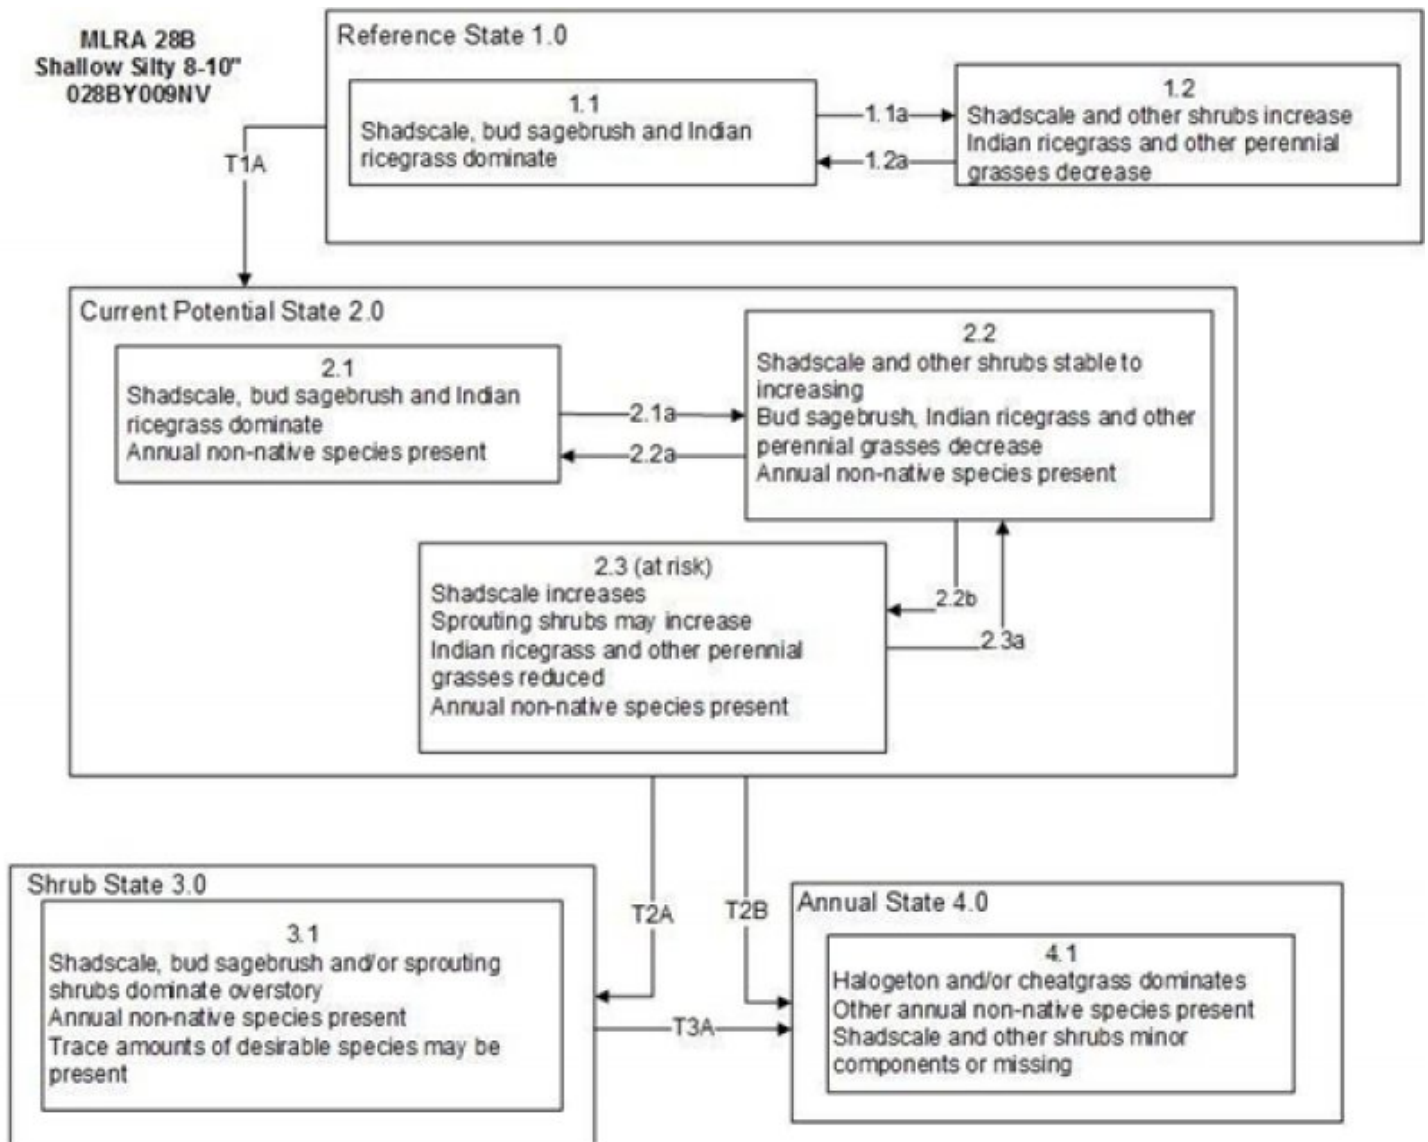 MLRA 28B
Shallow Silty 8-10"
028BY009NV
Reference State 1.0
1.1
Shadscale, bud sagebrush and Indian
ricegrass dominate
1.1a
1.2a
1.2
Shadscale and other shrubs increase
Indian ricegrass and other perennial
grasses decrease
T1A
Current Potential State 2.0
2.1
Shadscale, bud sagebrush and Indian
ricegrass dominate
Annual non-native species present
2.1a
2.2a
2.2
Shadscale and other shrubs stable to
increasing
Bud sagebrush, Indian ricegrass and other
perennial grasses decrease
Annual non-native species present
2.3 (at risk)
Shadscale increases
Sprouting shrubs may increase
Indian ricegrass and other perennial
grasses reduced
Annual non-native species present
2.2b
2.3a
T2A
T2B
Shrub State 3.0
3.1
Shadscale, bud sagebrush and/or sprouting
shrubs dominate overstory
Annual non-native species present
Trace amounts of desirable species may be
present
T3A
Annual State 4.0
4.1
Halogeton and/or cheatgrass dominates
Other annual non-native species present
Shadscale and other shrubs minor
components or missing